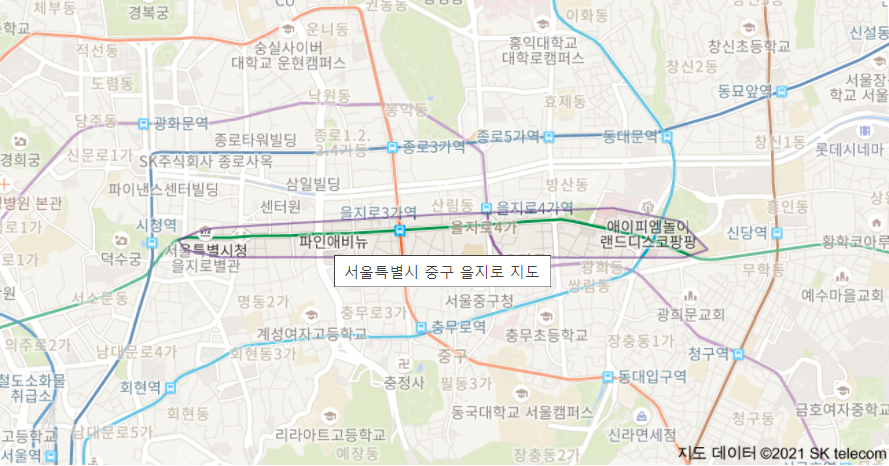 경복궁
CU
운니동
이화동
체부동
적선동
숭실사이버
대학교 운현캠퍼스
홍익대학교
대학로캠퍼스
창신초등학교
신설동
도렴동
창신2동
서울장
학교 서울
당주동
광화문역
낙원동
봉익동
효제동
동묘앞역
경희궁
신문로1가
종로타워빌딩
종로1.2.
3.4가동
종로3가역
종로5가역
동대문역
창신1동
SK주식회사 종로사옥
롯데시네마
파이낸스센터빌딩
삼일빌딩
방산동
병원 본관
센터원
을지로3가역
산림동
을지로4가역
흥인동
시청역
서울특별시청
을지로별관
파인애비뉴
을지로4가
애이피엠돌이
랜드디스코팡팡
신당동
황학코아루
덕수궁
서울특별시 중구 을지로 지도
광희동
쌍림동
무학동
서소문동
명동2가
서울중구청
예수마을교회
충무로3가
광희문교회
의주로2가
계성여자고등학교
충무로역
충무초등학교
장충동1가
남대문로4가
회현동3가
중구
청구역
철도소화물
취급소
회현역
충정사
필동3가
동대입구역
회현동
동국대학교 서울캠퍼스
청구동
금호여자중학교
남대문로5가
리라아트고등학교
예장동
신라면세점
지도 데이터 ©2021 SK telecom